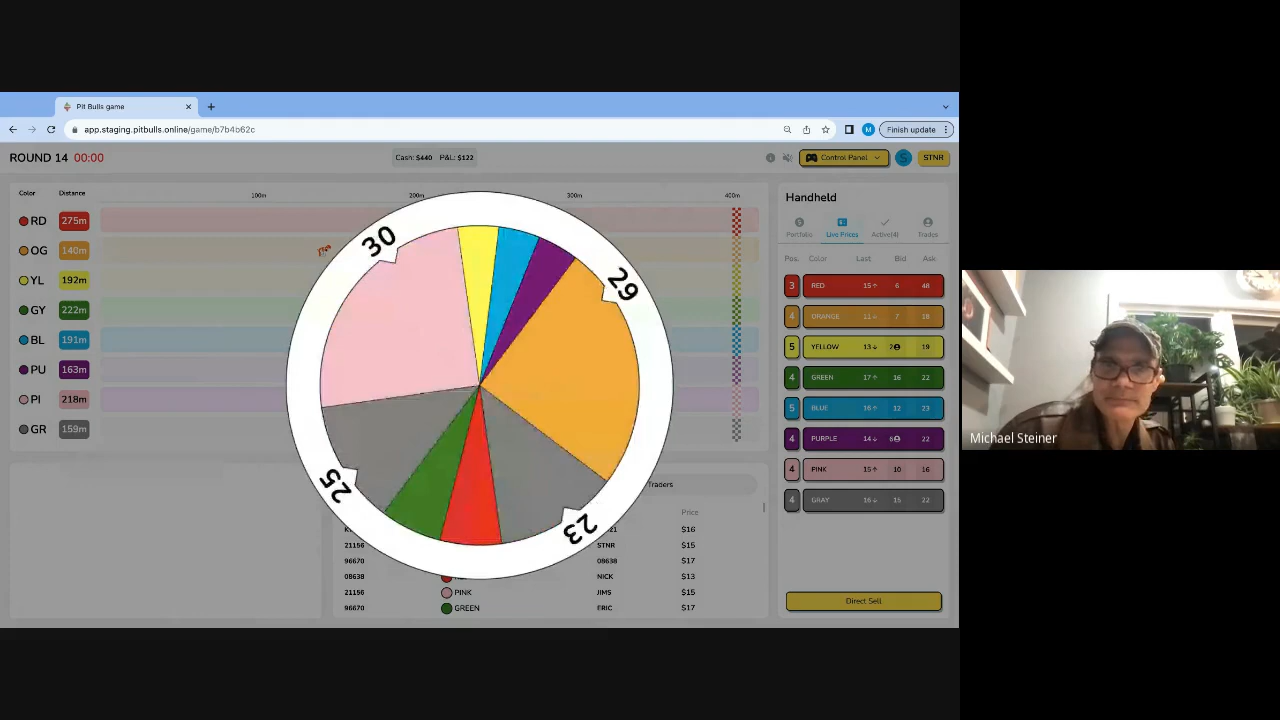 Pit Bulls game
app.staging.pitbulls.online/game/b7b4b62c
M
Finish update
ROUND 14 00:00
Cash: $440 P&L: $122
Control Panel
S
STNR
Color Distance 100m 200m 300m 400m
RD 275m
OG 140m
YL 192m
GY 222m
BL 191m
PU 163m
PI 218m
GR 159m
30
29
25
23
Handheld
Portfolio Live Prices Active(4) Trades
Pos. Color Last Bid Ask
3 RED 15↑ 6 48
4 ORANGE 11↓ 7 18
5 YELLOW 13↓ 2 19
4 GREEN 17↑ 16 22
5 BLUE 16↑ 12 23
4 PURPLE 14↓ 6 22
4 PINK 15↑ 10 16
4 GRAY 16↓ 15 22
Direct Sell
Traders
Price
$16
21156 STNR $15
96670 08638 $17
08638 NICK $13
21156 PINK JIMS $15
96670 GREEN ERIC $17
Michael Steiner